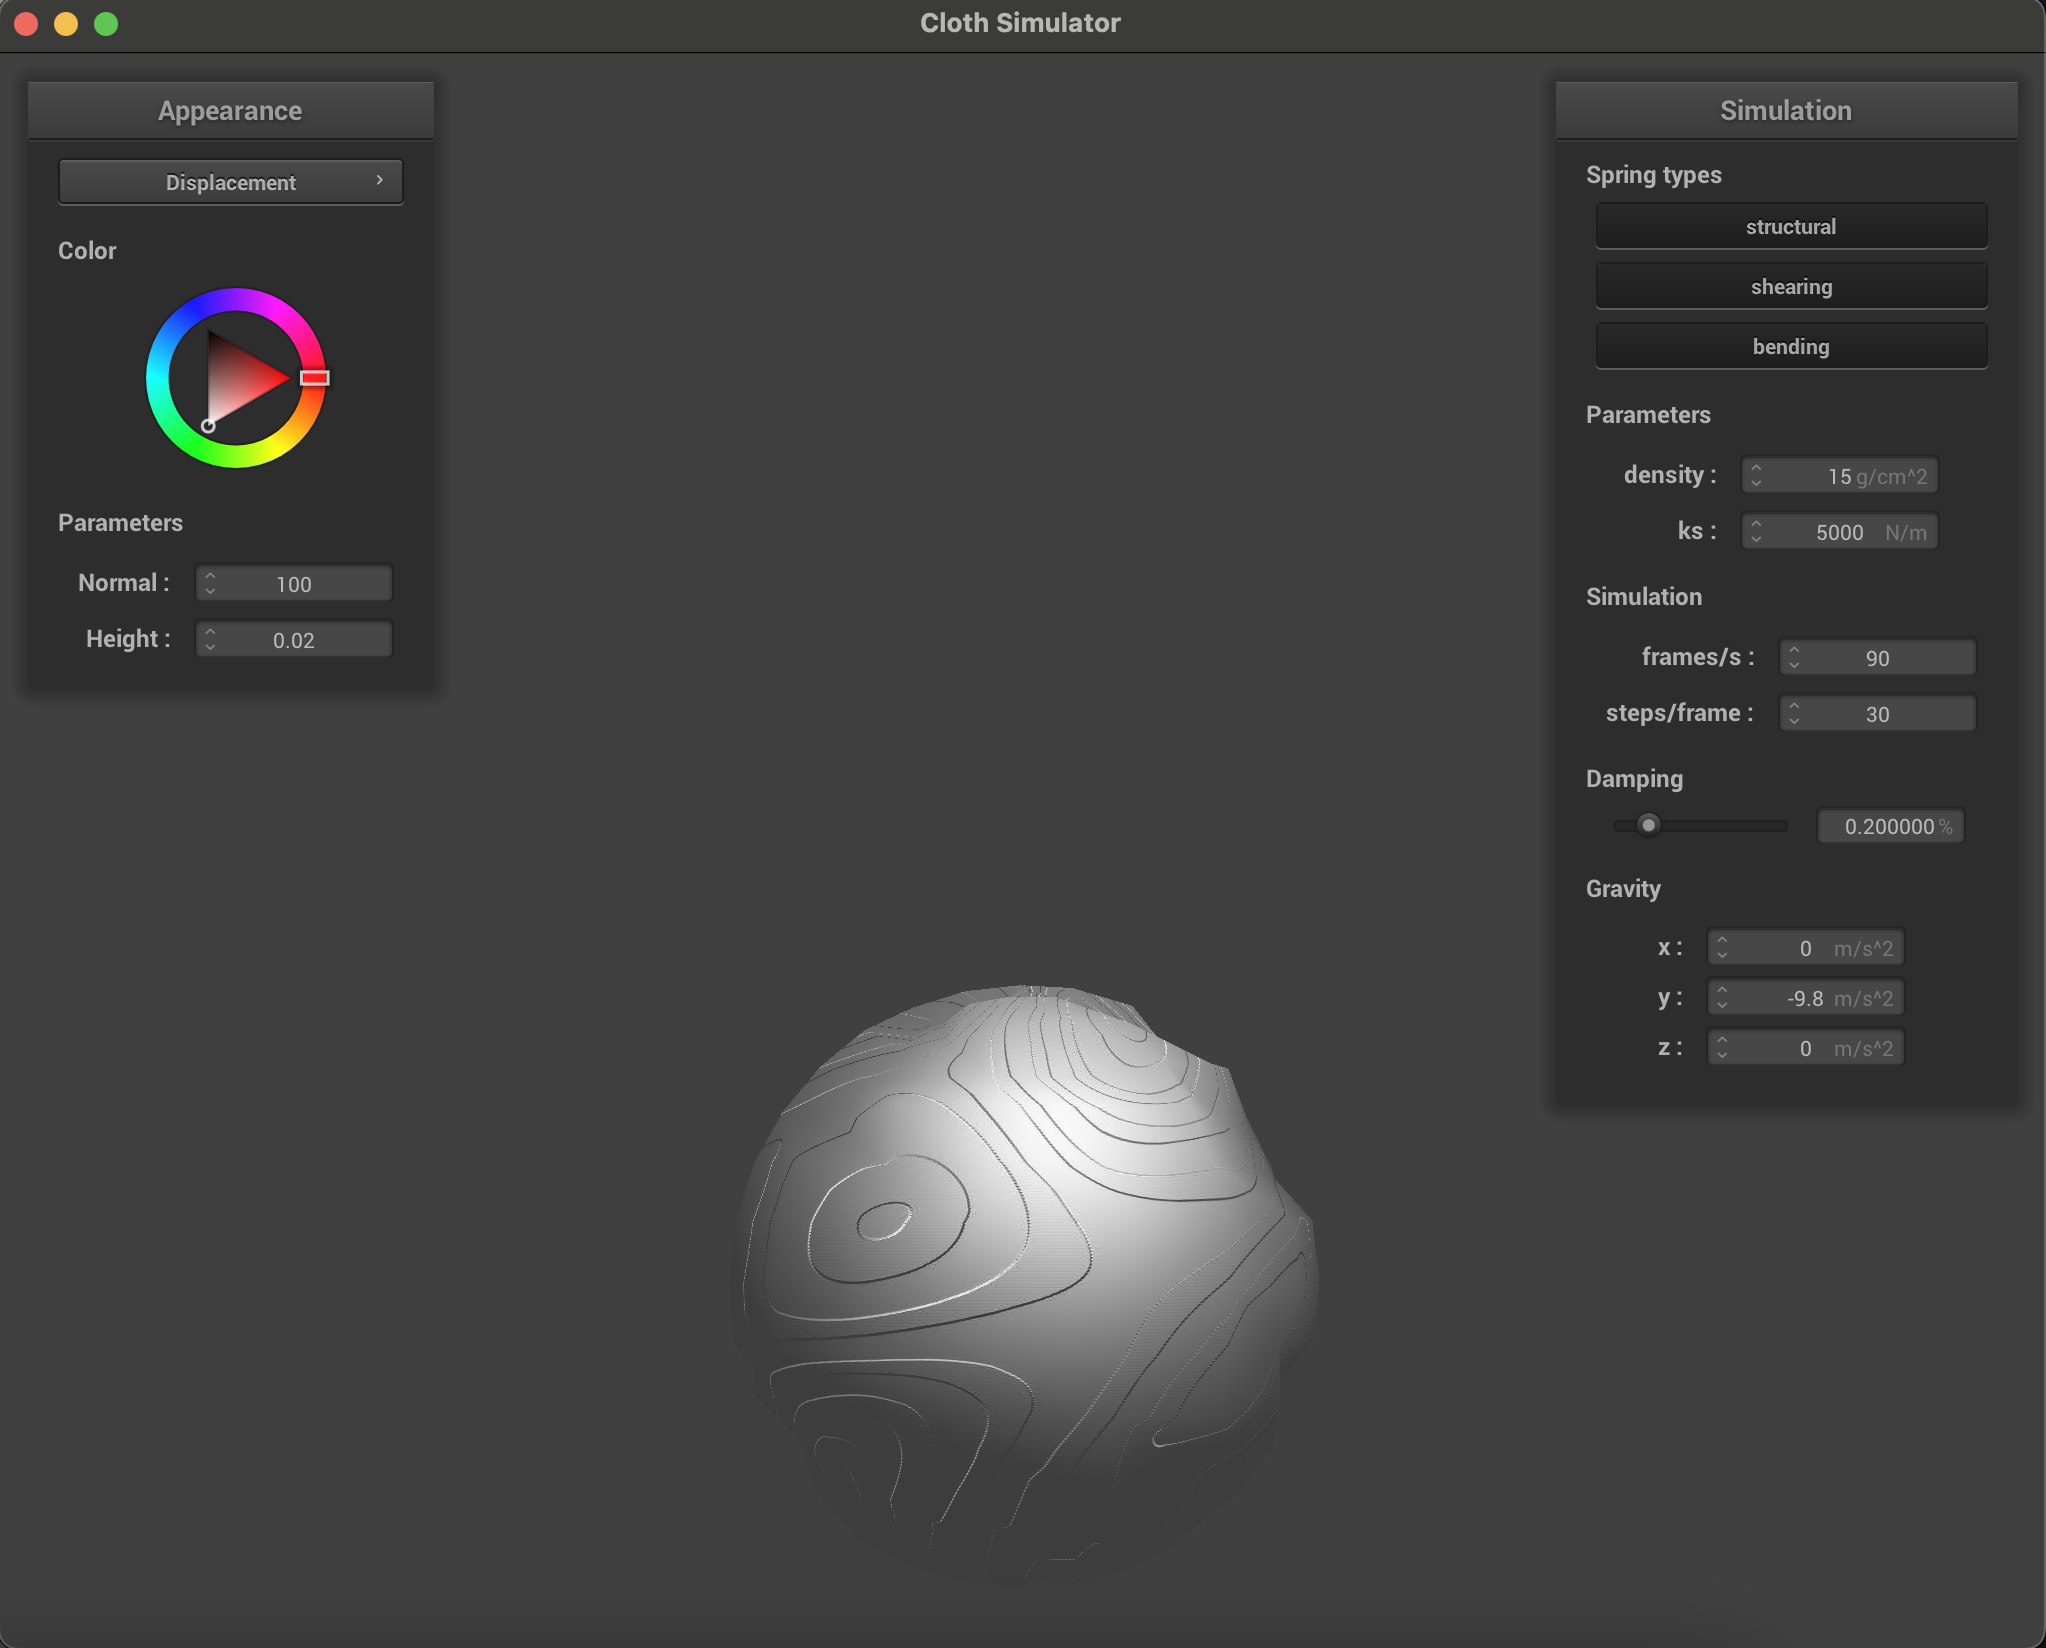 Cloth Simulator
Appearance
Displacement
Color
Parameters
Normal : 100
Height : 0.02
Simulation
Spring types
structural
shearing
bending
Parameters
density : 15 g/cm^2
ks : 5000 N/m
Simulation
frames/s : 90
steps/frame : 30
Damping
0.200000 %
Gravity
x : 0 m/s^2
y : -9.8 m/s^2
z : 0 m/s^2